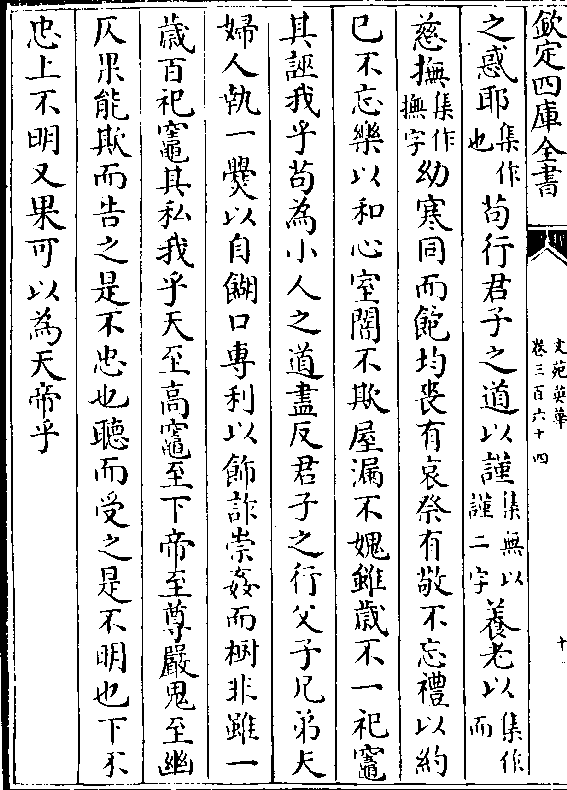 欽定四庫全書
文苑英華
卷三百六十四
十
之惑耶集作也苟行君子之道以謹集無以謹二字養老以集作而
慈撫集作撫字幼寒同而飽均喪有哀祭有敬不忘禮以約
已不忘樂以和心室闇不欺屋漏不媿雖歲不一祀竈
其誣我乎苟為小人之道盡反君子之行父子兄弟夫
婦人執一爨以自餬口專利以飾詐崇姦而樹非雖一
歲百祀竈其私我乎天至高竈至下帝至尊嚴鬼至幽
仄果能欺而告之是不忠也聽而受之是不明也下不
忠上不明又果可以為天帝乎